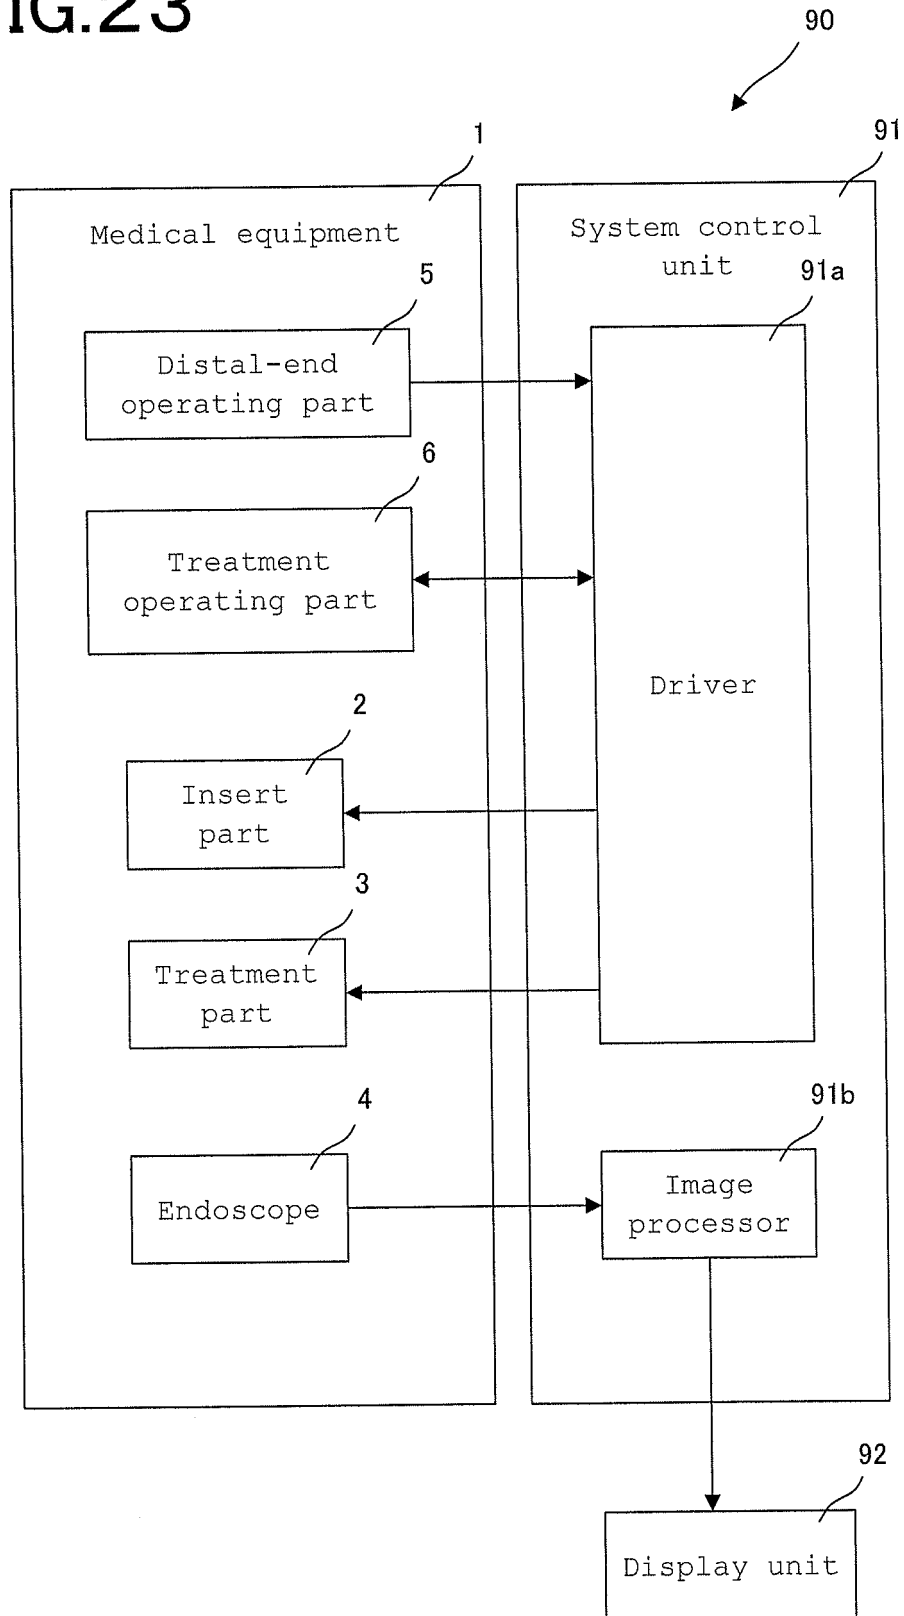 FIG.23
90
1
91
Medical equipment
System control
unit
5
91a
Distal-end
operating part
6
Treatment
operating part
Driver
2
Insert
part
3
Treatment
part
4
91b
Endoscope
Image
processor
92
Display unit